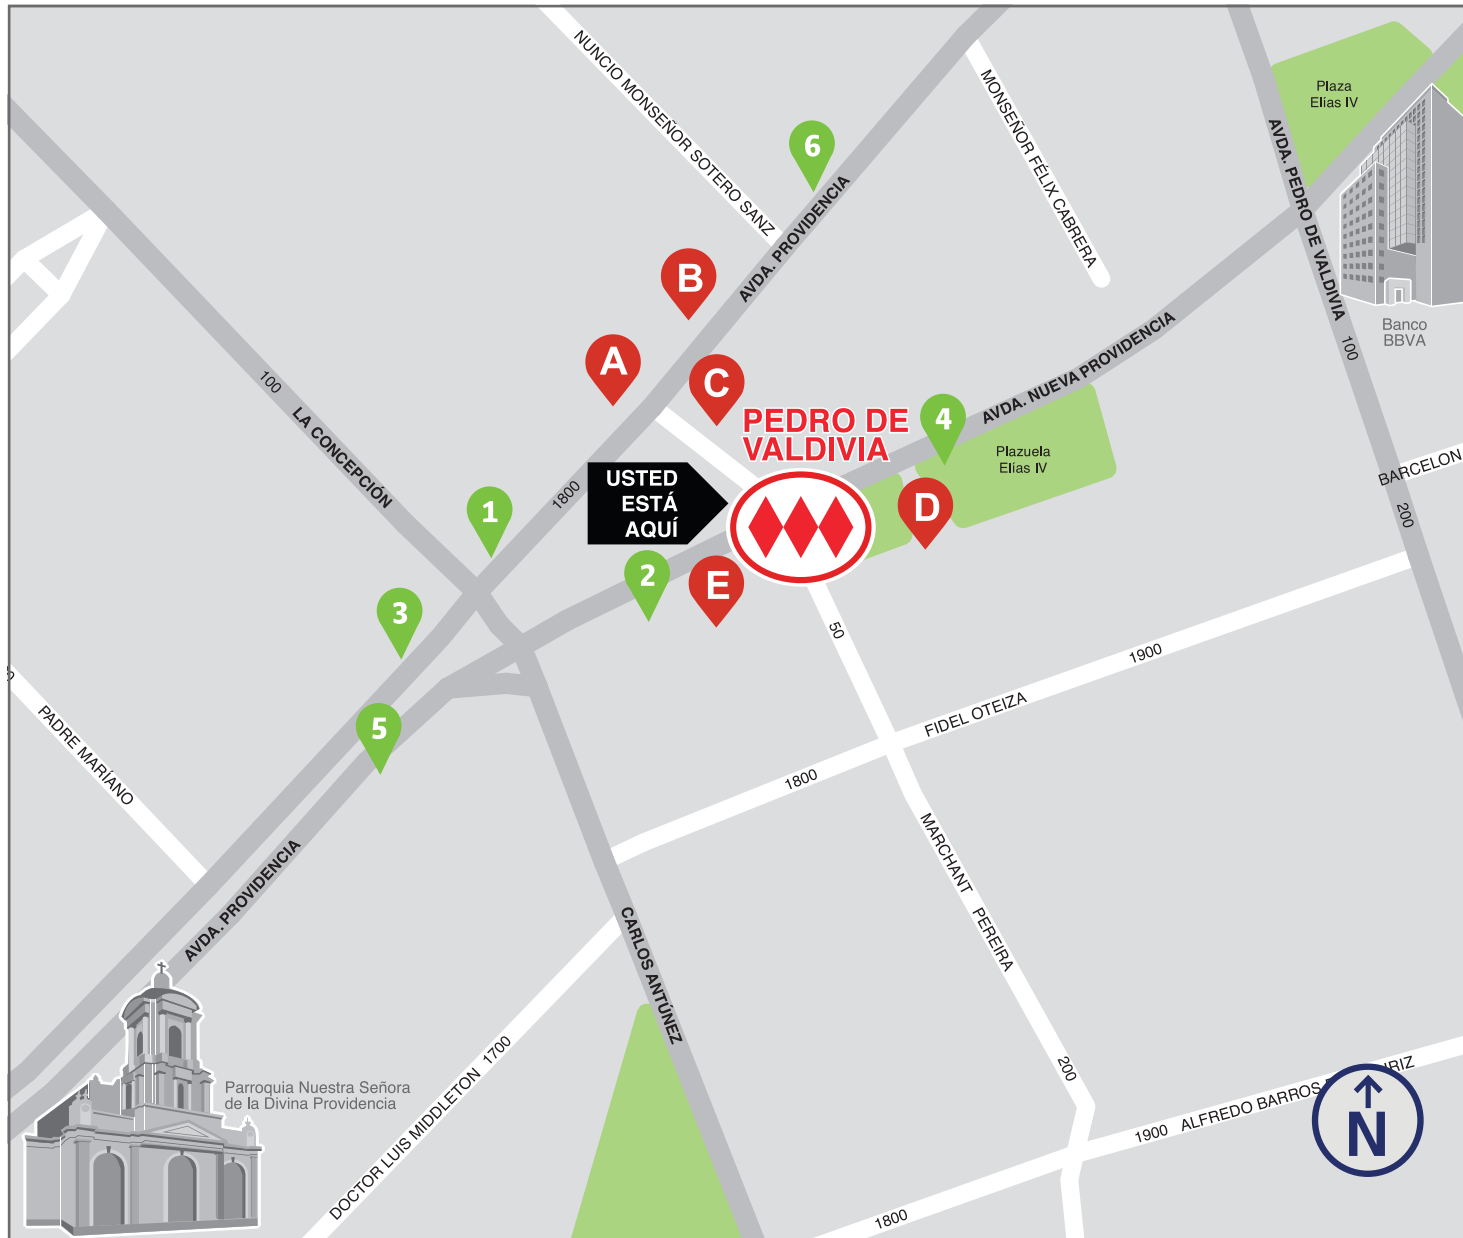 NUNCIO MONSEÑOR SOTERO SANZ
6
AVDA. PROVIDENCIA
MONSEÑOR FÉLIX CABRERA
Plaza
Elías IV
AVDA. PEDRO DE VALDIVIA
100
200
Banco
BBVA
B
A
C
100
LA CONCEPCIÓN
1800
1
PEDRO DE
VALDIVIA
USTED
ESTÁ
AQUÍ
4
AVDA. NUEVA PROVIDENCIA
Plazuela
Elías IV
D
BARCELON
2
E
3
5
50
1900
FIDEL OTEIZA
1800
PADRE MARÍANO
AVDA. PROVIDENCIA
MARCHANT PEREIRA
200
CARLOS ANTÚNEZ
DOCTOR LUIS MIDDLETON 1700
Parroquia Nuestra Señora
de la Divina Providencia
1900 ALFREDO BARROS
1800
N